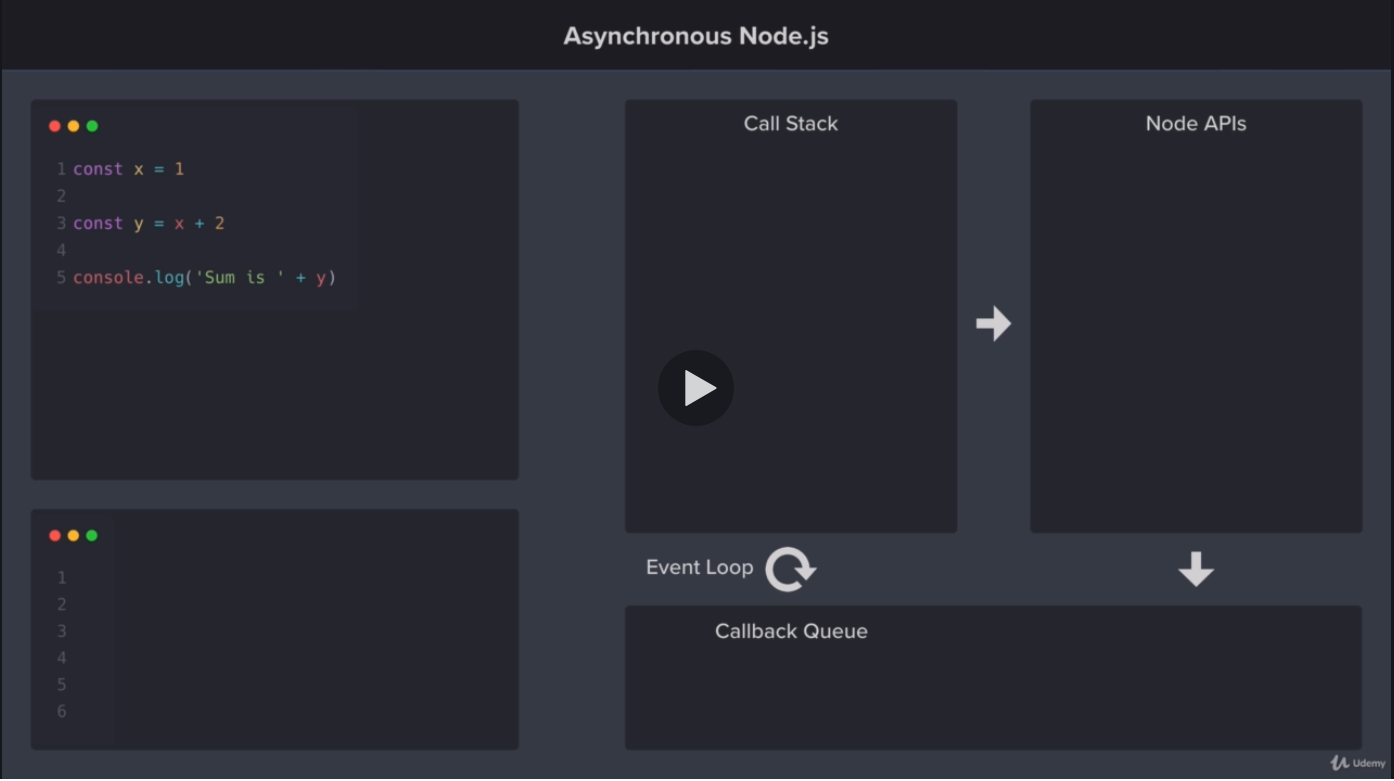 Asynchronous Node.js
1 const x = 1
2
3 const y = x + 2
4
5 console.log('Sum is ' + y)
1
2
3
4
5
6
Call Stack
Node APIs
Event Loop
Callback Queue
Udemy